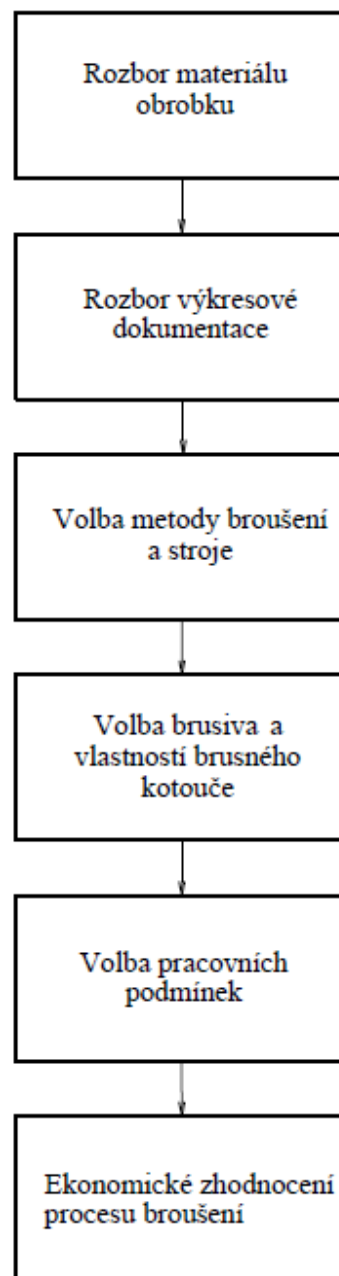 Rozbor materiálu
obrobku
Rozbor výkresové
dokumentace
Volba metody broušení
a stroje
Volba brusiva a
vlastností brusného
kotouče
Volba pracovních
podmínek
Ekonomické zhodnocení
procesu broušení